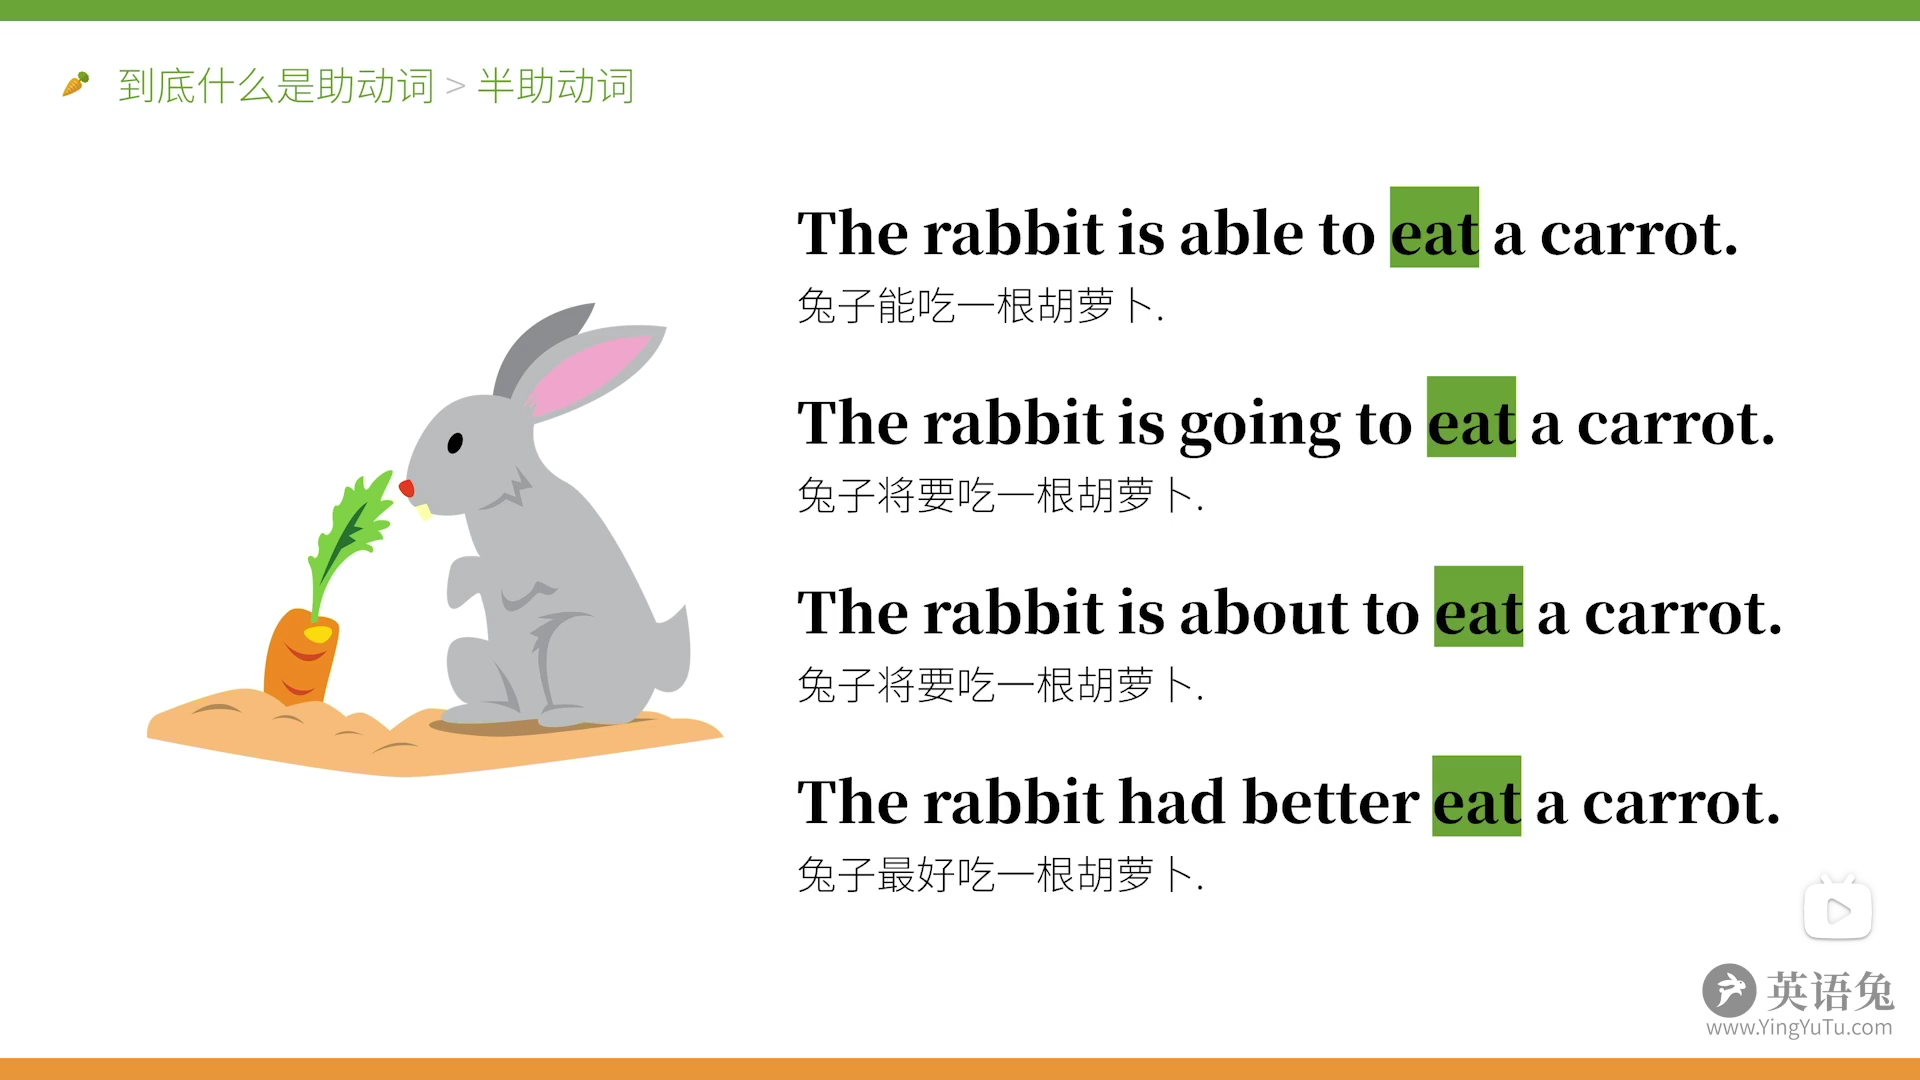 到底什么是助动词 > 半助动词
The rabbit is able to eat a carrot.
兔子能吃一根胡萝卜.
The rabbit is going to eat a carrot.
兔子将要吃一根胡萝卜.
The rabbit is about to eat a carrot.
兔子将要吃一根胡萝卜.
The rabbit had better eat a carrot.
兔子最好吃一根胡萝卜.
英语兔
www.YingYuTu.com